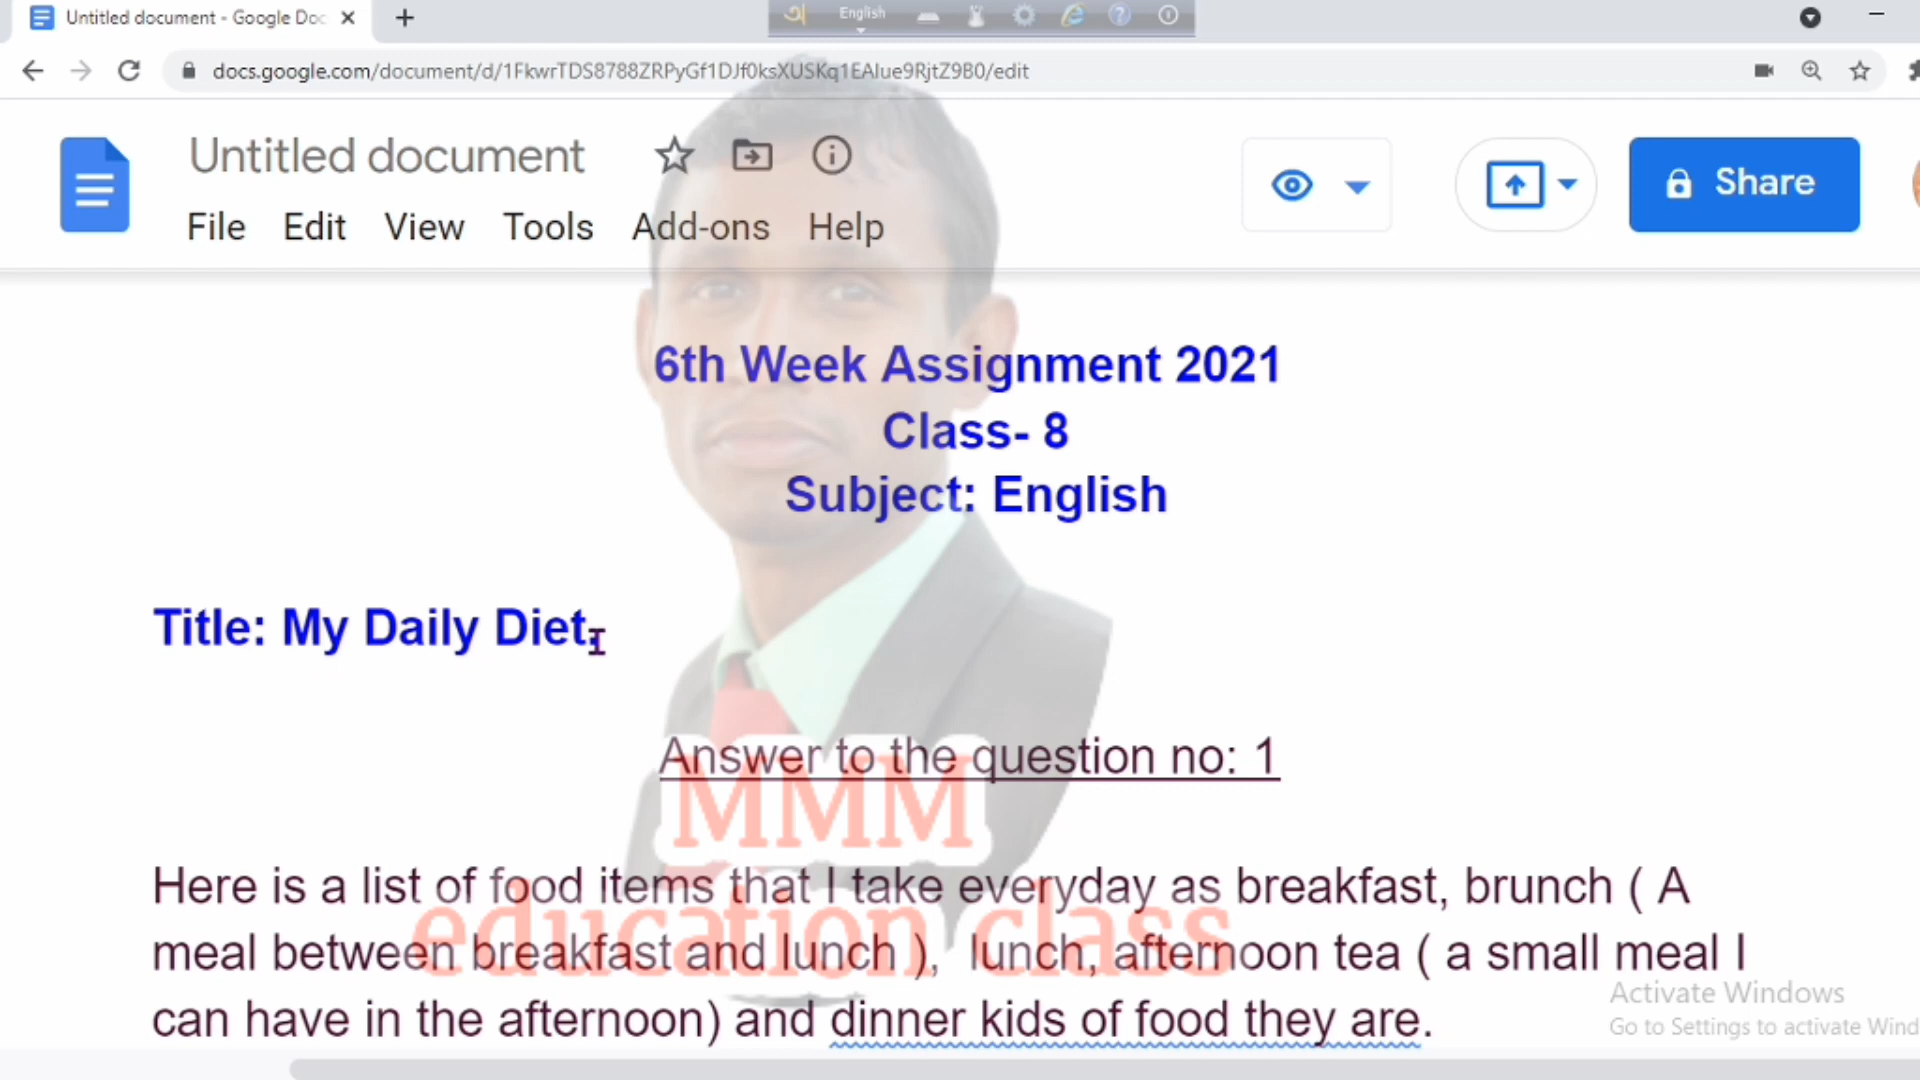 Untitled document - Google Doc
English
docs.google.com/document/d/1FkwrTDS8788ZRPyGf1DJf0ksXUSKq1EAIue9RjtZ9B0/edit
Untitled document
Share
File Edit View Tools Add-ons Help
6th Week Assignment 2021
Class- 8
Subject: English
Title: My Daily Diet.
Answer to the question no: 1
MMM
Here is a list of food items that I take everyday as breakfast, brunch ( A
education class
meal between breakfast and lunch ), lunch, afternoon tea ( a small meal I
can have in the afternoon) and dinner kids of food they are.
Activate Windows
Go to Settings to activate Wind